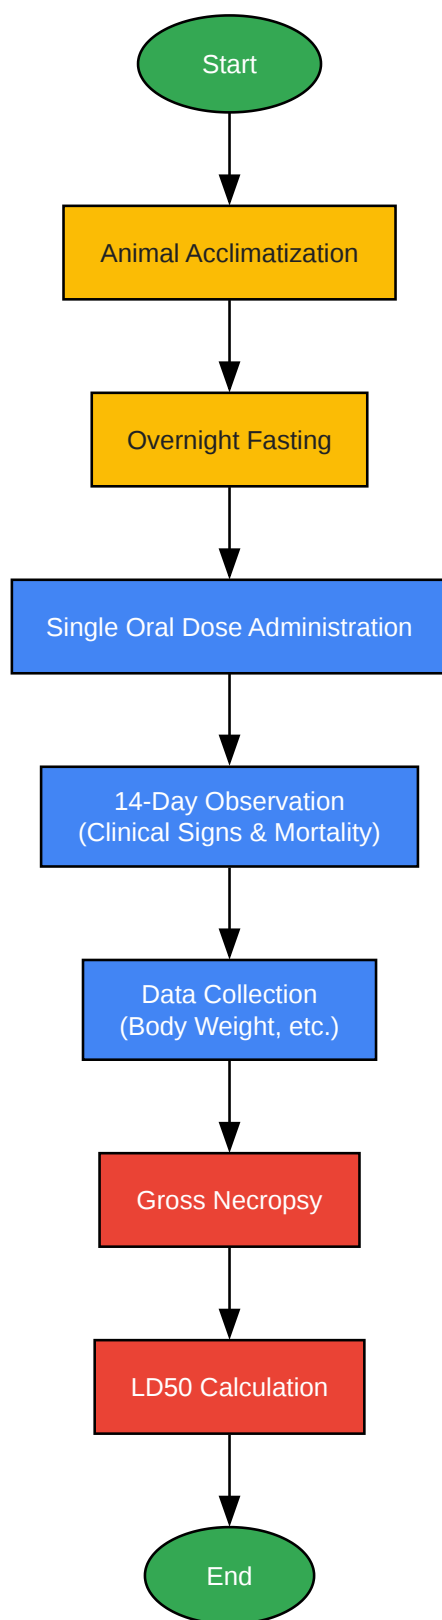 Start
Animal Acclimatization
Overnight Fasting
Single Oral Dose Administration
14-Day Observation
(Clinical Signs & Mortality)
Data Collection
(Body Weight, etc.)
Gross Necropsy
LD50 Calculation
End